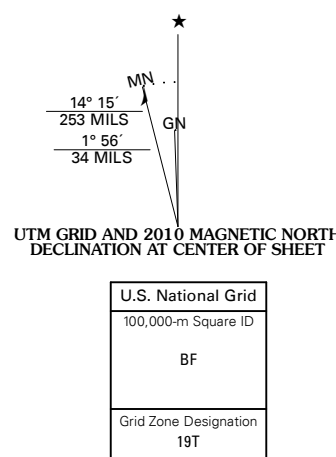 ★
MN
GN
14° 15´
253 MILS
1° 56´
34 MILS
UTM GRID AND 2010 MAGNETIC NORTH
DECLINATION AT CENTER OF SHEET
U.S. National Grid
100,000-m Square ID
BF
Grid Zone Designation
19T